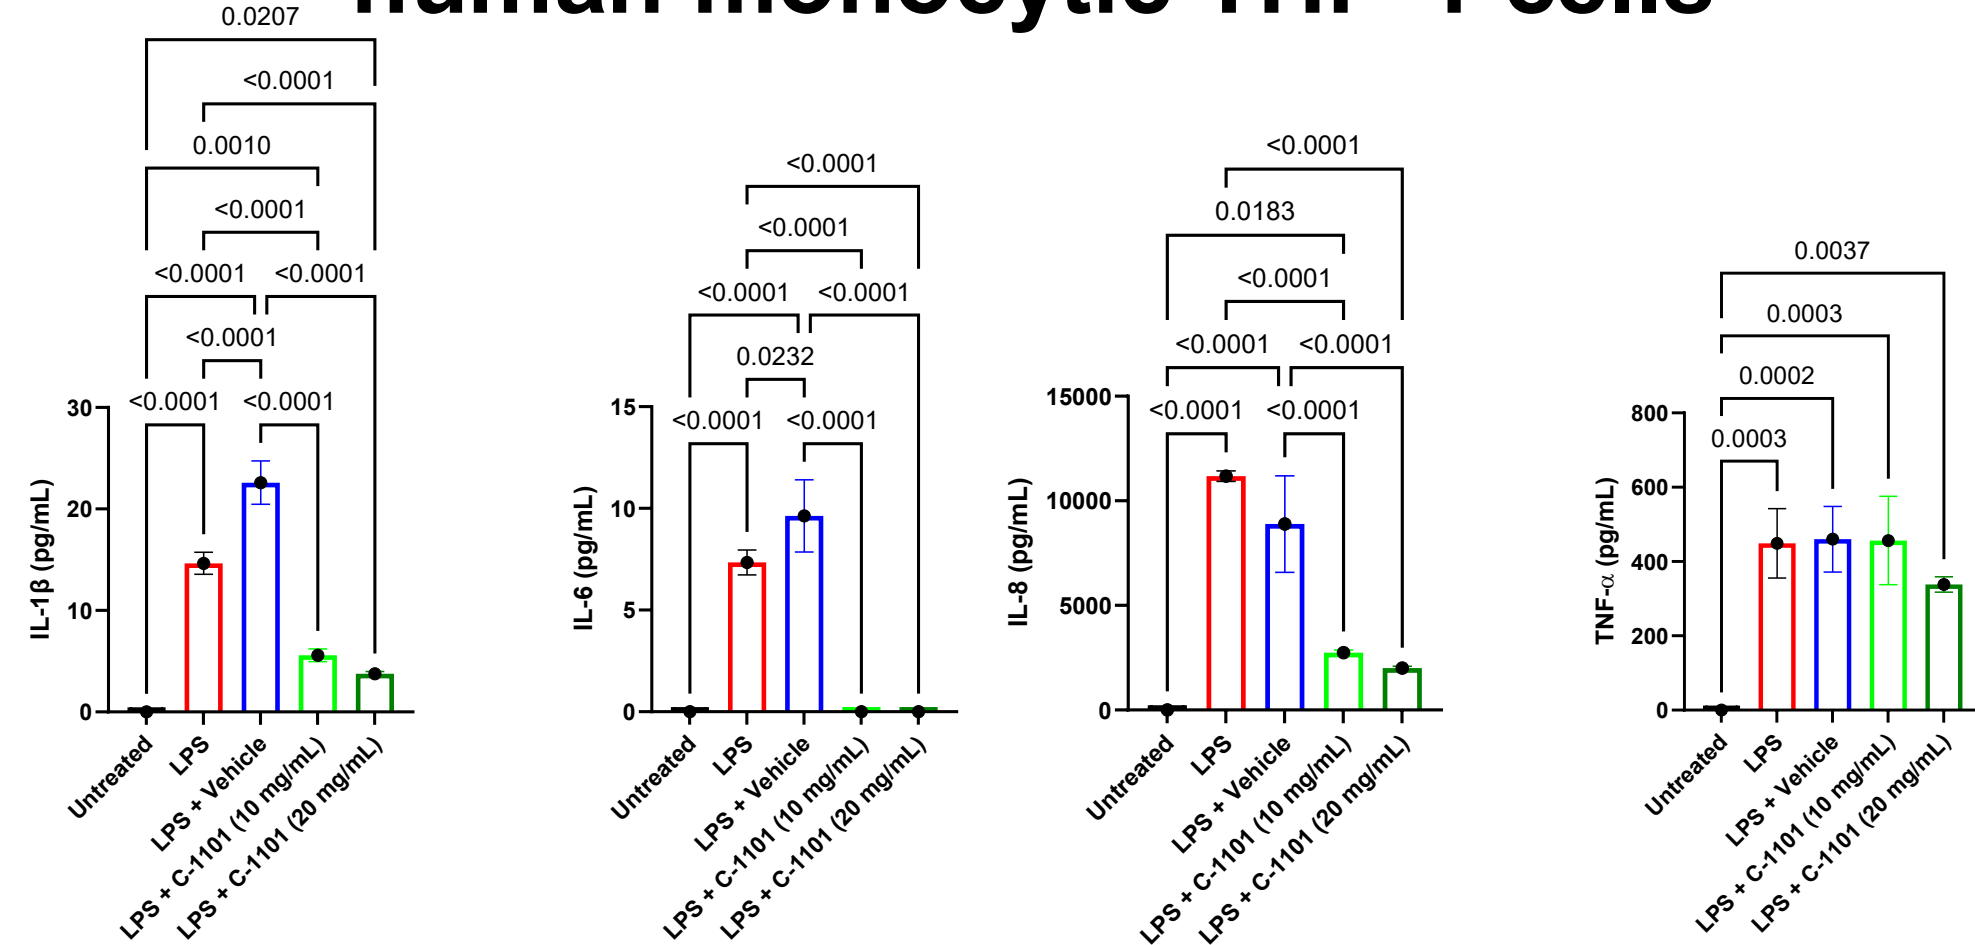 human monocytic THP-1 cells
0.0207
<0.0001
0.0010
<0.0001
<0.0001 <0.0001
<0.0001
<0.0001 <0.0001
30
20
10
0
IL-1β (pg/mL)
Untreated
LPS
LPS + Vehicle
LPS + C-1101 (10 mg/mL)
LPS + C-1101 (20 mg/mL)
<0.0001
<0.0001
<0.0001 <0.0001
0.0232
<0.0001 <0.0001
15
10
5
0
IL-6 (pg/mL)
Untreated
LPS
LPS + Vehicle
LPS + C-1101 (10 mg/mL)
LPS + C-1101 (20 mg/mL)
<0.0001
0.0183
<0.0001
<0.0001 <0.0001
<0.0001 <0.0001
15000
10000
5000
0
IL-8 (pg/mL)
Untreated
LPS
LPS + Vehicle
LPS + C-1101 (10 mg/mL)
LPS + C-1101 (20 mg/mL)
0.0037
0.0003
0.0002
0.0003
800
600
400
200
0
TNF-α (pg/mL)
Untreated
LPS
LPS + Vehicle
LPS + C-1101 (10 mg/mL)
LPS + C-1101 (20 mg/mL)